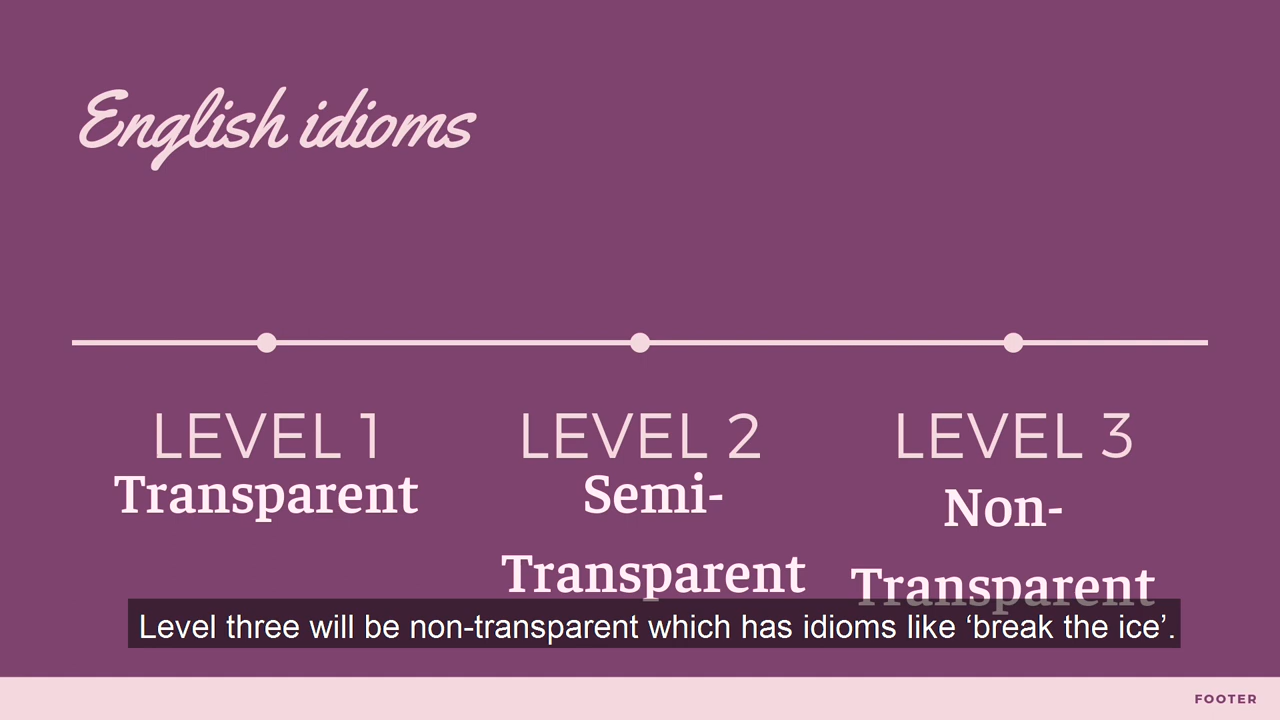 English idioms
LEVEL 1
Transparent
LEVEL 2
Semi-
Transparent
LEVEL 3
Non-
Transparent
Level three will be non-transparent which has idioms like ‘break the ice’.
FOOTER